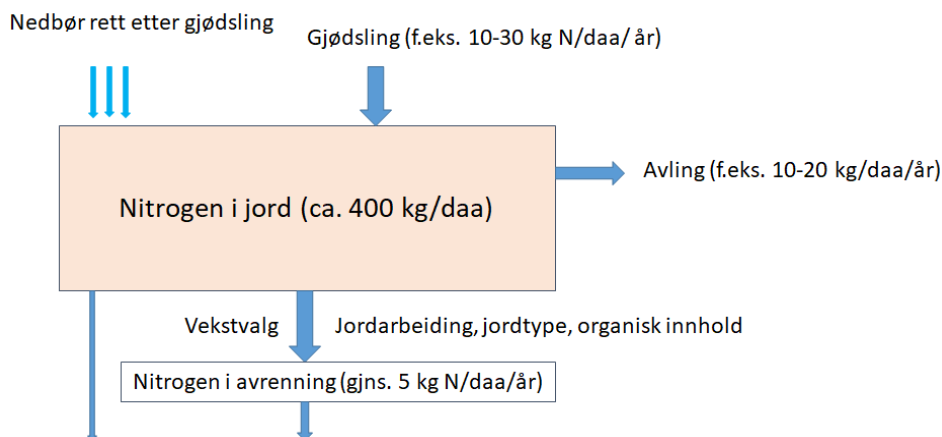 Nedbør rett etter gjødsling
Gjødsling (f.eks. 10-30 kg N/daa/ år)
Avling (f.eks. 10-20 kg/daa/år)
Nitrogen i jord (ca. 400 kg/daa)
Vekstvalg
Jordarbeiding, jordtype, organisk innhold
Nitrogen i avrenning (gjns. 5 kg N/daa/år)